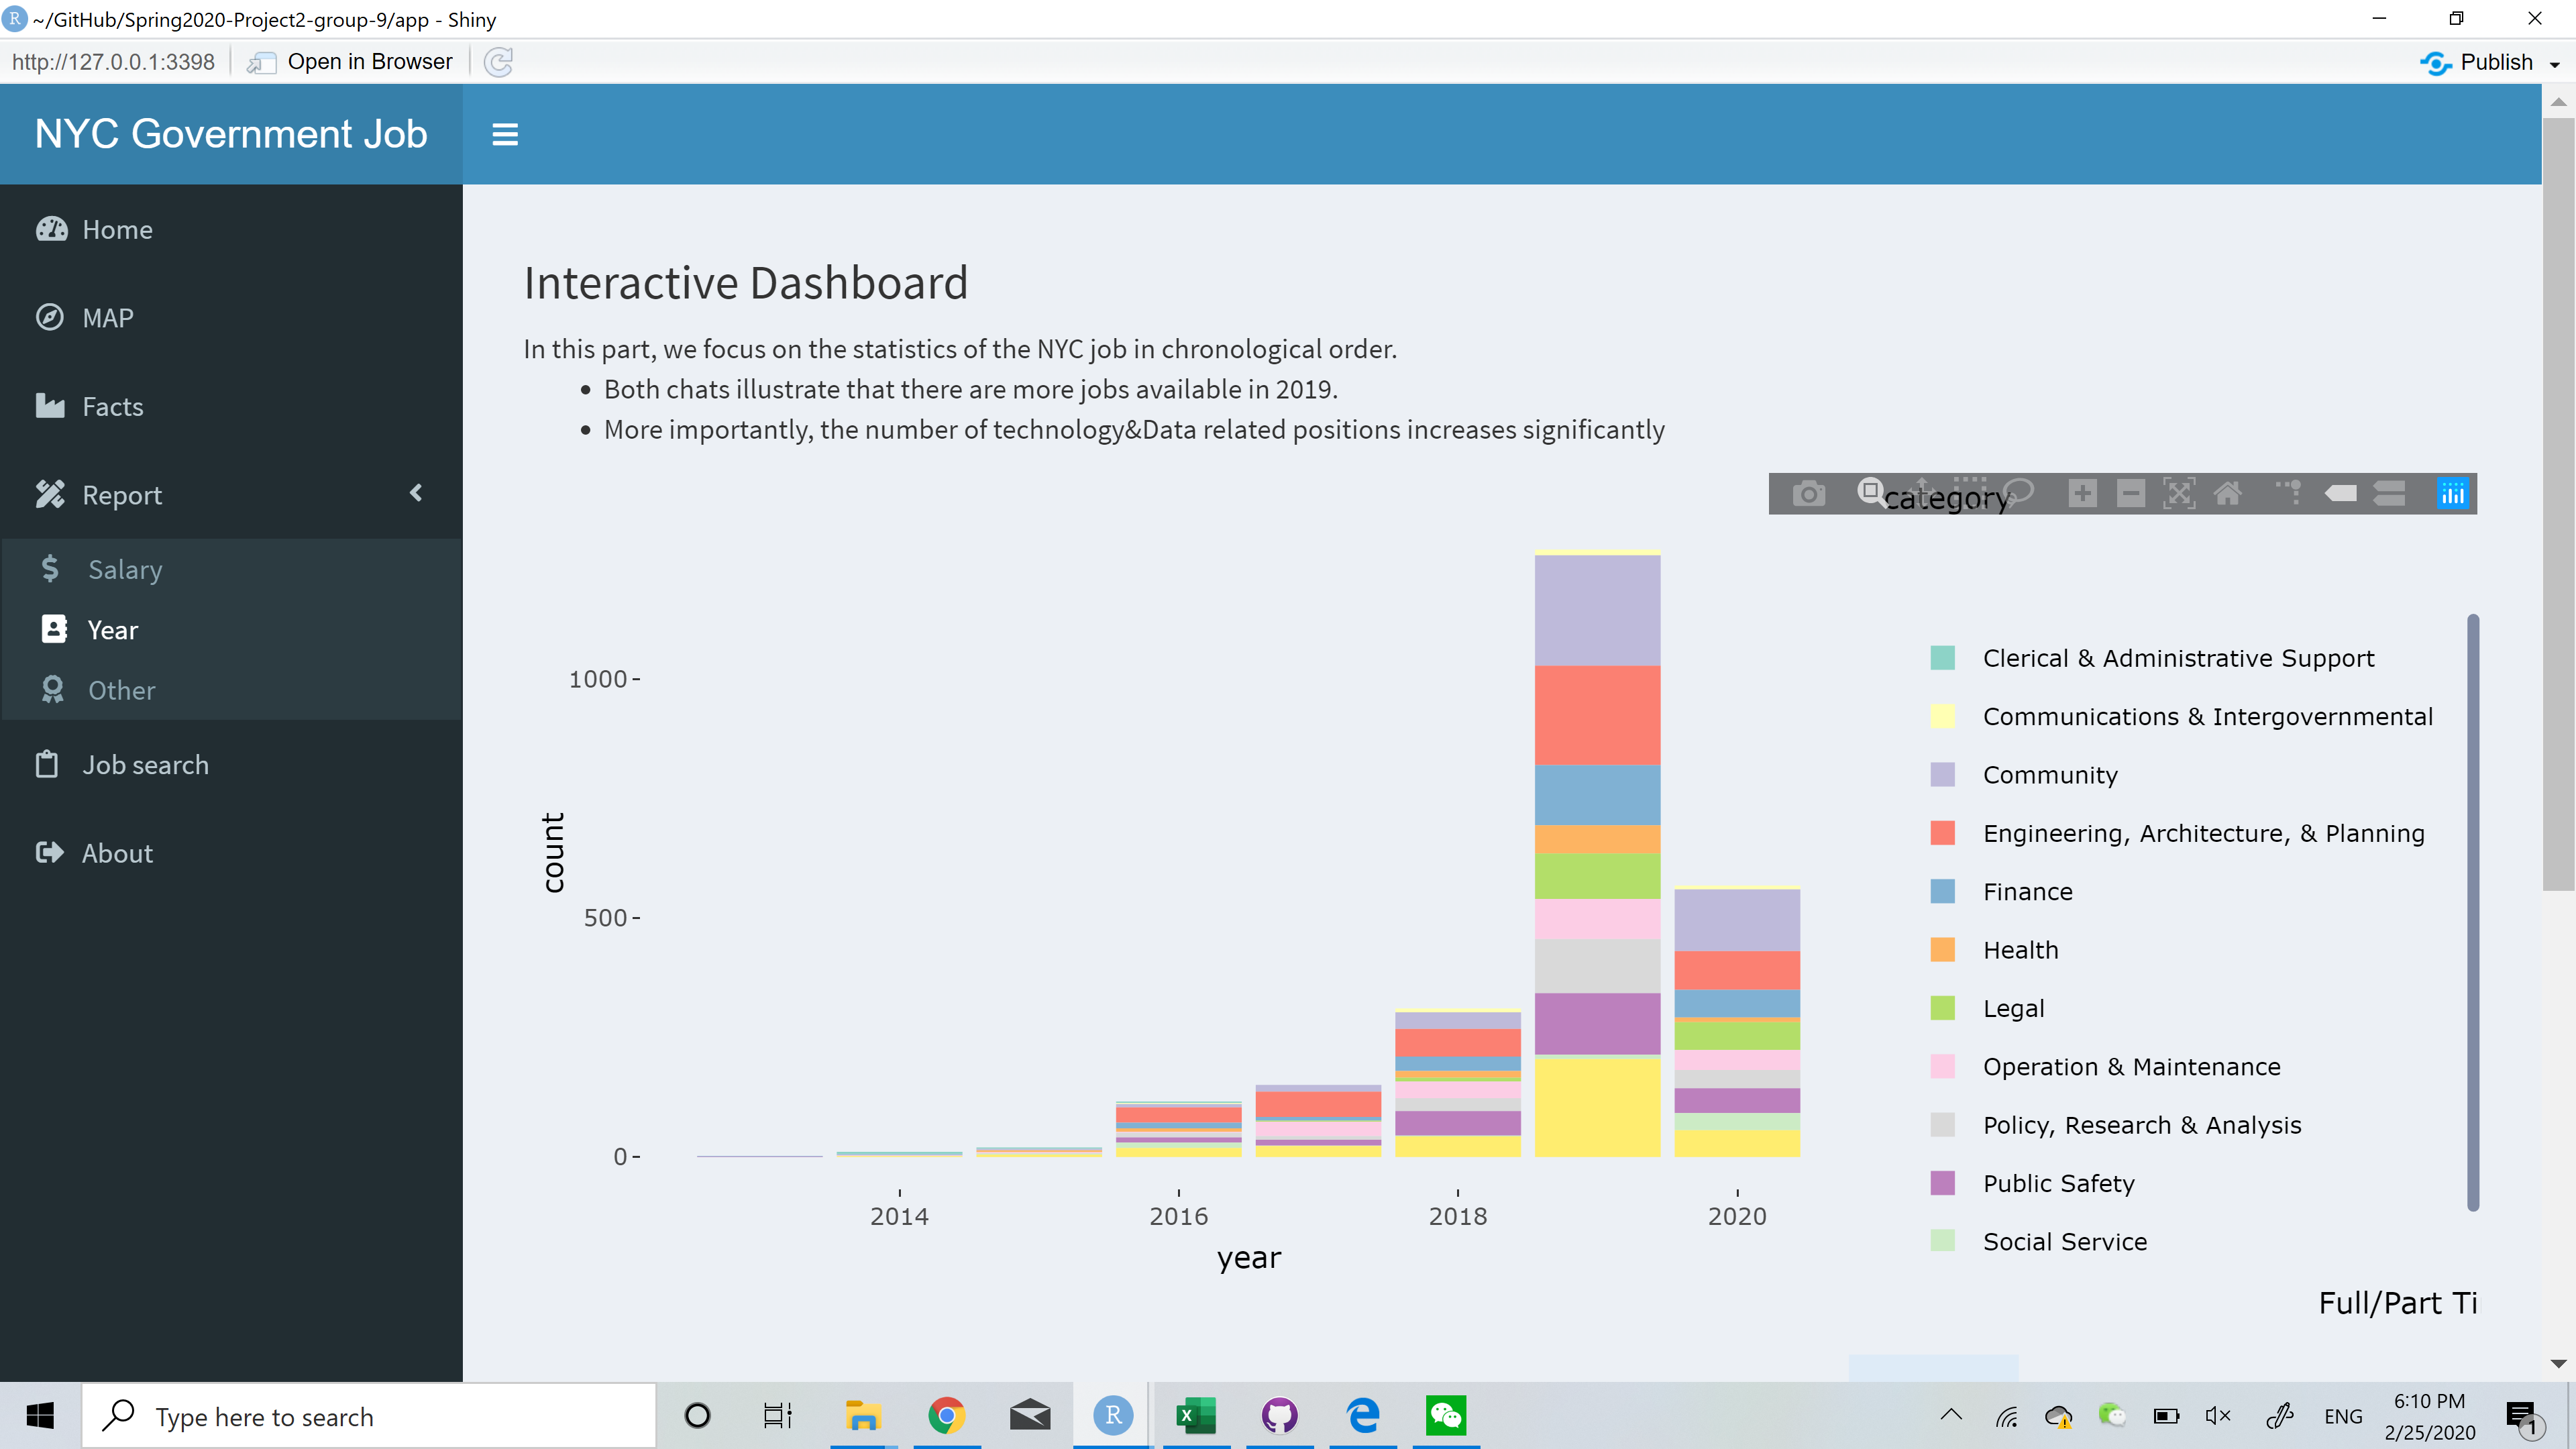 R ~/GitHub/Spring2020-Project2-group-9/app - Shiny
http://127.0.0.1:3398 Open in Browser Publish
NYC Government Job
Home
MAP
Facts
Report
Salary
Year
Other
Job search
About
Interactive Dashboard
In this part, we focus on the statistics of the NYC job in chronological order.
• Both chats illustrate that there are more jobs available in 2019.
• More importantly, the number of technology&Data related positions increases significantly
category
1000
500
0
count
2014 2016 2018 2020
year
Clerical & Administrative Support
Communications & Intergovernmental
Community
Engineering, Architecture, & Planning
Finance
Health
Legal
Operation & Maintenance
Policy, Research & Analysis
Public Safety
Social Service
Full/Part Ti
Type here to search
R
X
ENG
6:10 PM
2/25/2020
1